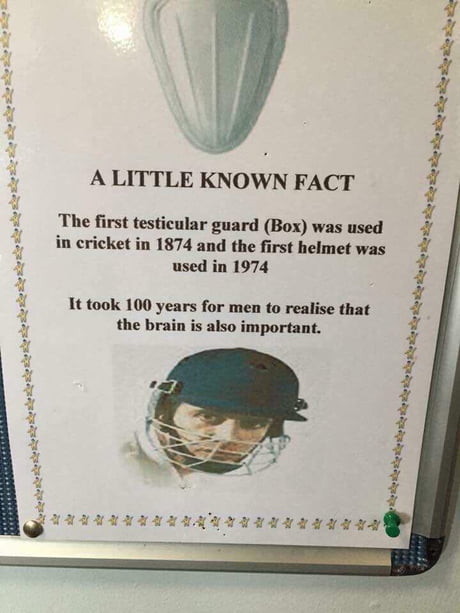 A LITTLE KNOWN FACT
The first testicular guard (Box) was used
in cricket in 1874 and the first helmet was
used in 1974
It took 100 years for men to realise that
the brain is also important.